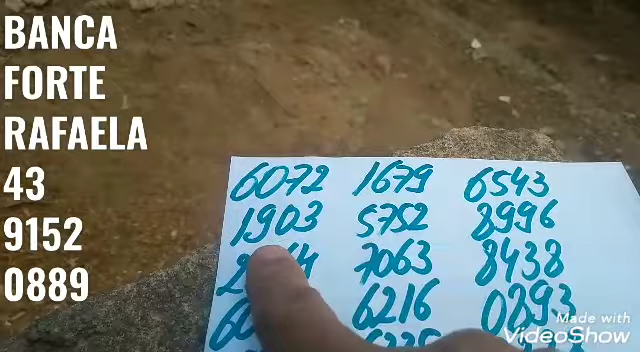 BANCA
FORTE
RAFAELA
43
9152
0889
6072 1679 6543
1903 5752 8996
7063 8438
6216 0893
Made with
VideoShow